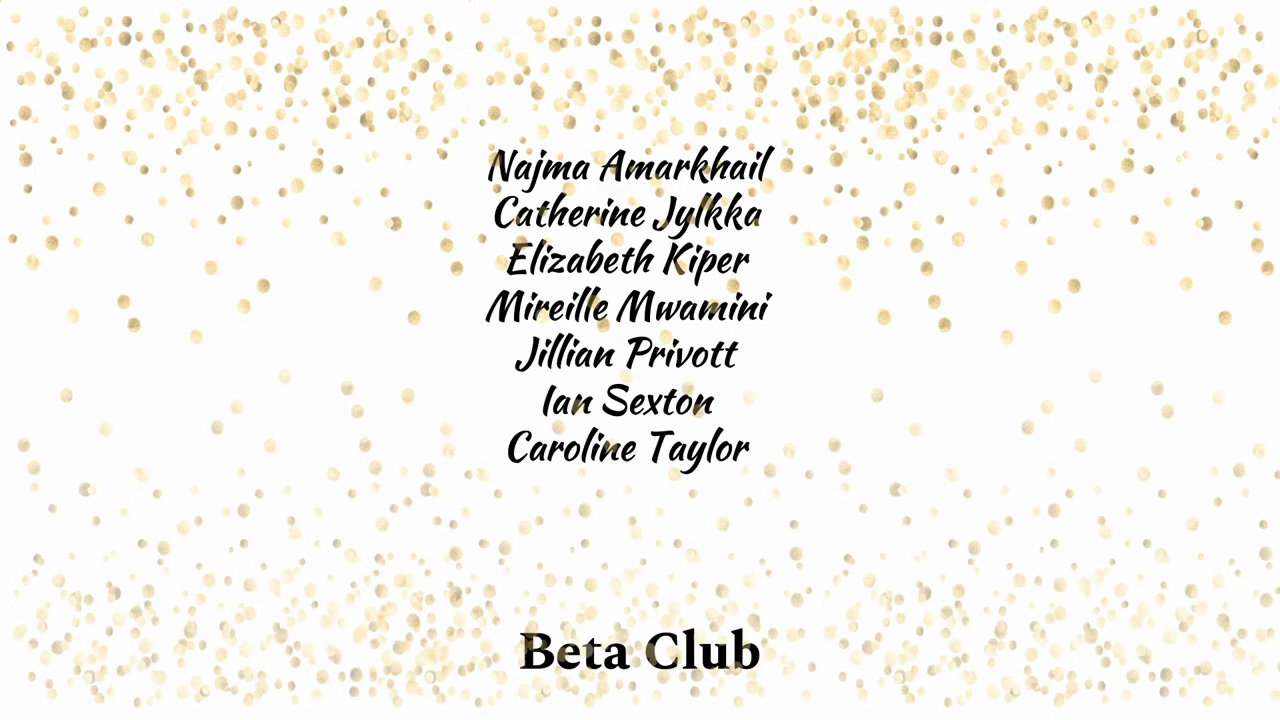 Najma Amarkhail
Catherine Jylkka
Elizabeth Kiper
Mireille Mwamini
Jillian Privott
Ian Sexton
Caroline Taylor
Beta Club